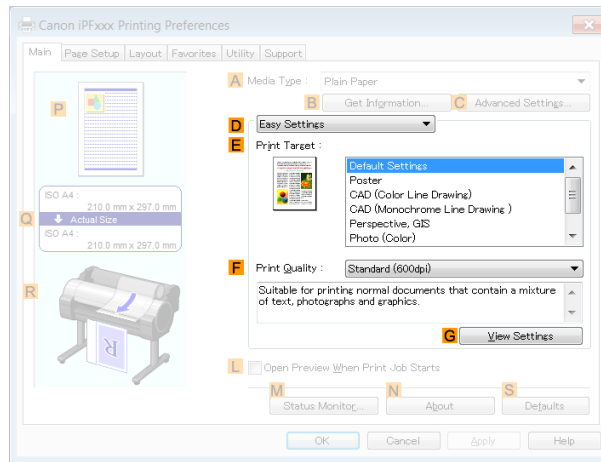 Canon iPFxxx Printing Preferences
Main Page Setup Layout Favorites Utility Support
A Media Type : Plain Paper
B Get Information... C Advanced Settings...
P
D Easy Settings
E Print Target :
Default Settings
Poster
CAD (Color Line Drawing)
CAD (Monochrome Line Drawing )
Perspective, GIS
Photo (Color)
ISO A4 :
210.0 mm x 297.0 mm
Q Actual Size
ISO A4 :
210.0 mm x 297.0 mm
F Print Quality : Standard (600dpi)
Suitable for printing normal documents that contain a mixture
of text, photographs and graphics.
R
G View Settings
L Open Preview When Print Job Starts
M N S
Status Monitor... About Defaults
OK Cancel Apply Help